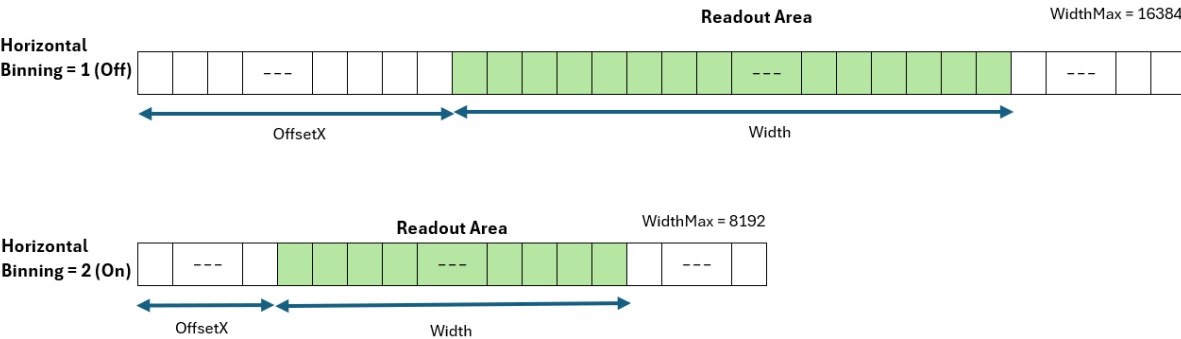 Readout Area
WidthMax = 16384
Horizontal
Binning = 1 (Off)
---
---
---
OffsetX
Width
Readout Area
WidthMax = 8192
Horizontal
Binning = 2 (On)
---
---
---
OffsetX
Width